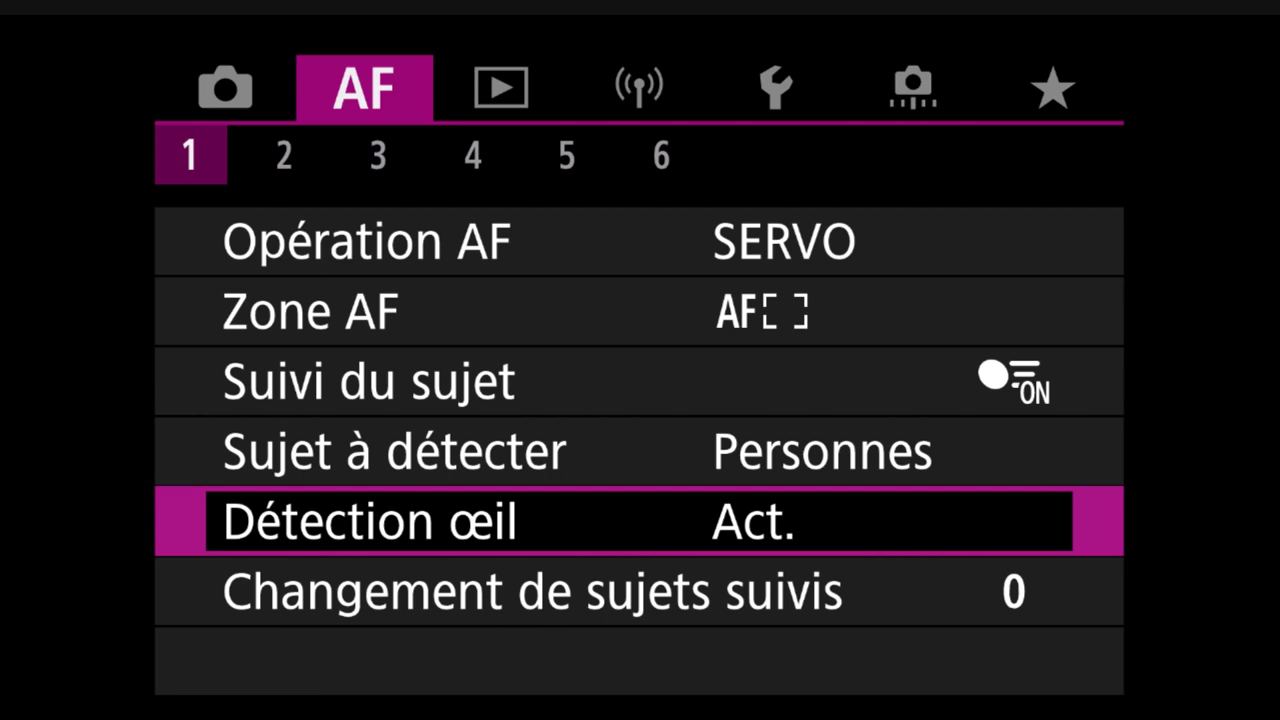 AF
1 2 3 4 5 6
Opération AF SERVO
Zone AF AF
Suivi du sujet ON
Sujet à détecter Personnes
Détection œil Act.
Changement de sujets suivis 0